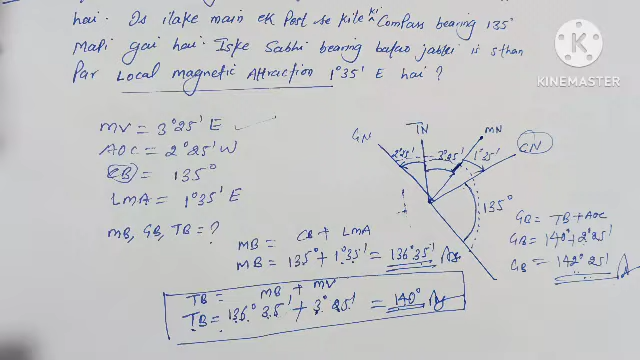 hai. Is ilake main ek Post se kile ki Compass bearing 135°
Mapi gai hai. Iske Sabhi bearing batao jabki is sthan
Par Local magnetic Attraction 1°35' E hai ?
KINEMASTER
MV = 3°25' E
AOC = 2°25' W
CB = 135°
LMA = 1°35' E
MB, GB, TB = ?
MB = CB + LMA
MB = 135° + 1°35' = 136°35' Ans
TB = MB + MV
TB = 136°35' + 3°25' = 140° Ans
GN
TN
MN
CN
2°25'
3°25'
1°25'
135°
GB = TB + AOC
GB = 140° + 2°25'
GB = 142°25'